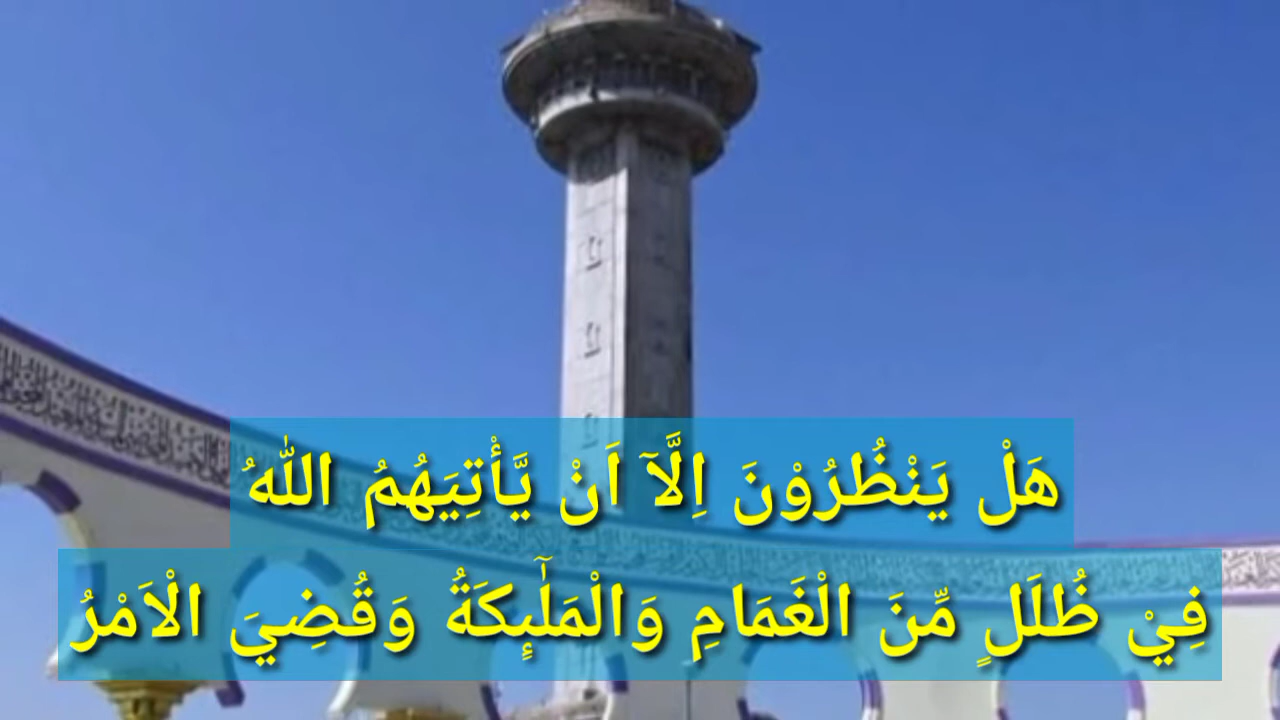 هَلْ يَنْظُرُوْنَ اِلَّآ اَنْ يَّأْتِيَهُمُ اللّٰهُ
فِيْ ظُلَلٍ مِّنَ الْغَمَامِ وَالْمَلٰۤىِٕكَةُ وَقُضِيَ الْاَمْرُ